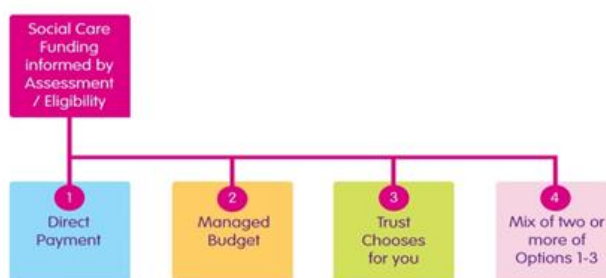 Social Care
Funding
informed by
Assessment
/ Eligibility
1
Direct
Payment
2
Managed
Budget
3
Trust
Chooses
for you
4
Mix of two or
more of
Options 1-3